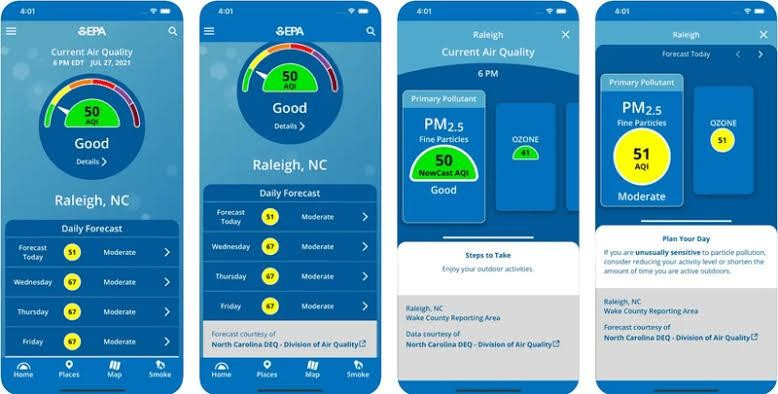 4:01
EPA
Current Air Quality
6 PM EDT JUL 27, 2021
50
AQI
Good
Details >
Raleigh, NC
Daily Forecast
Forecast Today 51 Moderate >
Wednesday 67 Moderate >
Thursday 67 Moderate >
Friday 67 Moderate >
Home Places Map Smoke
4:01
EPA
50
AQI
Good
Details >
Raleigh, NC
Daily Forecast
Forecast Today 51 Moderate >
Wednesday 67 Moderate >
Thursday 67 Moderate >
Friday 67 Moderate >
Forecast courtesy of
North Carolina DEQ - Division of Air Quality
Home Places Map Smoke
4:01
Raleigh
Current Air Quality
6 PM
Primary Pollutant
PM2.5
Fine Particles
50
NowCast AQI
Good
OZONE
41
Steps to Take
Enjoy your outdoor activities.
Raleigh, NC
Wake County Reporting Area
Data courtesy of
North Carolina DEQ - Division of Air Quality
4:01
Raleigh
Forecast Today < >
Primary Pollutant
PM2.5
Fine Particles
51
AQI
Moderate
OZONE
51
Plan Your Day
If you are unusually sensitive to particle pollution,
consider reducing your activity level or shorten the
amount of time you are active outdoors.
Raleigh, NC
Wake County Reporting Area
Forecast courtesy of
North Carolina DEQ - Division of Air Quality